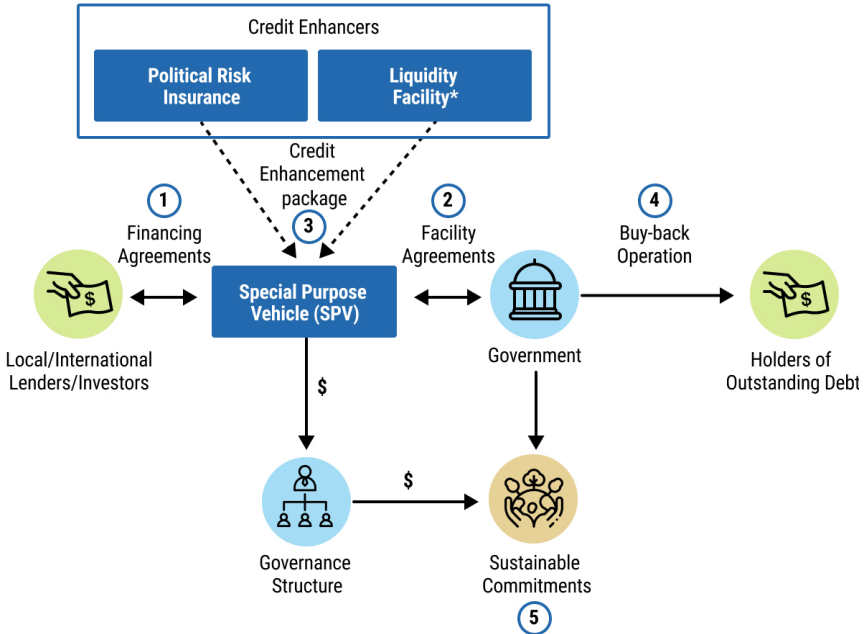 Credit Enhancers
Political Risk
Insurance
Liquidity
Facility*
Credit
Enhancement
package
3
1
Financing
Agreements
2
Facility
Agreements
4
Buy-back
Operation
$
Local/International
Lenders/Investors
Special Purpose
Vehicle (SPV)
Government
$
Holders of
Outstanding Debt
$
$
Governance
Structure
Sustainable
Commitments
5